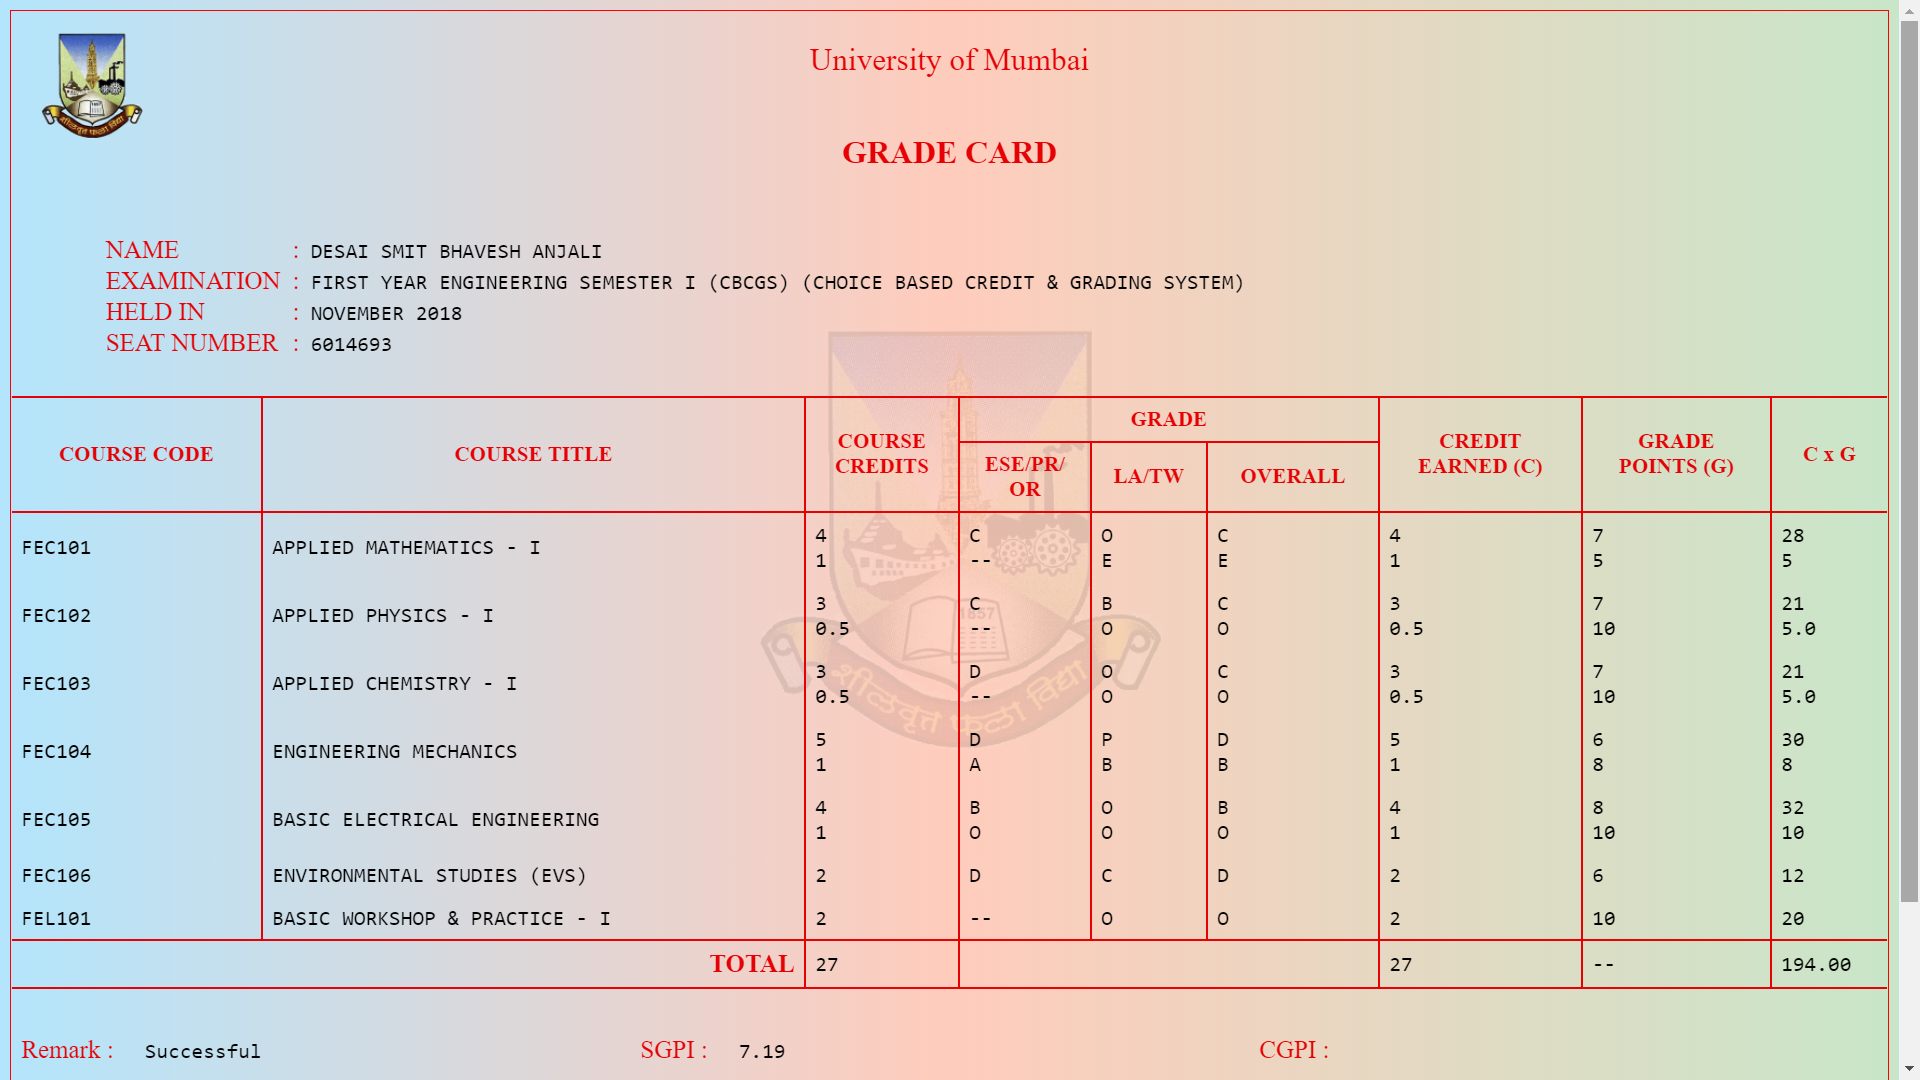 University of Mumbai
GRADE CARD
NAME : DESAI SMIT BHAVESH ANJALI
EXAMINATION : FIRST YEAR ENGINEERING SEMESTER I (CBCGS) (CHOICE BASED CREDIT & GRADING SYSTEM)
HELD IN : NOVEMBER 2018
SEAT NUMBER : 6014693
COURSE CODE COURSE TITLE COURSE CREDITS GRADE CREDIT EARNED (C) GRADE POINTS (G) C x G
ESE/PR/OR LA/TW OVERALL
FEC101 APPLIED MATHEMATICS - I 4 C O C 4 7 28
1 -- E E 1 5 5
FEC102 APPLIED PHYSICS - I 3 C B C 3 7 21
0.5 -- O O 0.5 10 5.0
FEC103 APPLIED CHEMISTRY - I 3 D O C 3 7 21
0.5 -- O O 0.5 10 5.0
FEC104 ENGINEERING MECHANICS 5 D P D 5 6 30
1 A B B 1 8 8
FEC105 BASIC ELECTRICAL ENGINEERING 4 B O B 4 8 32
1 O O O 1 10 10
FEC106 ENVIRONMENTAL STUDIES (EVS) 2 D C D 2 6 12
FEL101 BASIC WORKSHOP & PRACTICE - I 2 -- O O 2 10 20
TOTAL 27 27 -- 194.00
Remark : Successful SGPI : 7.19 CGPI :
1857
शीलवृत्त फला विद्या